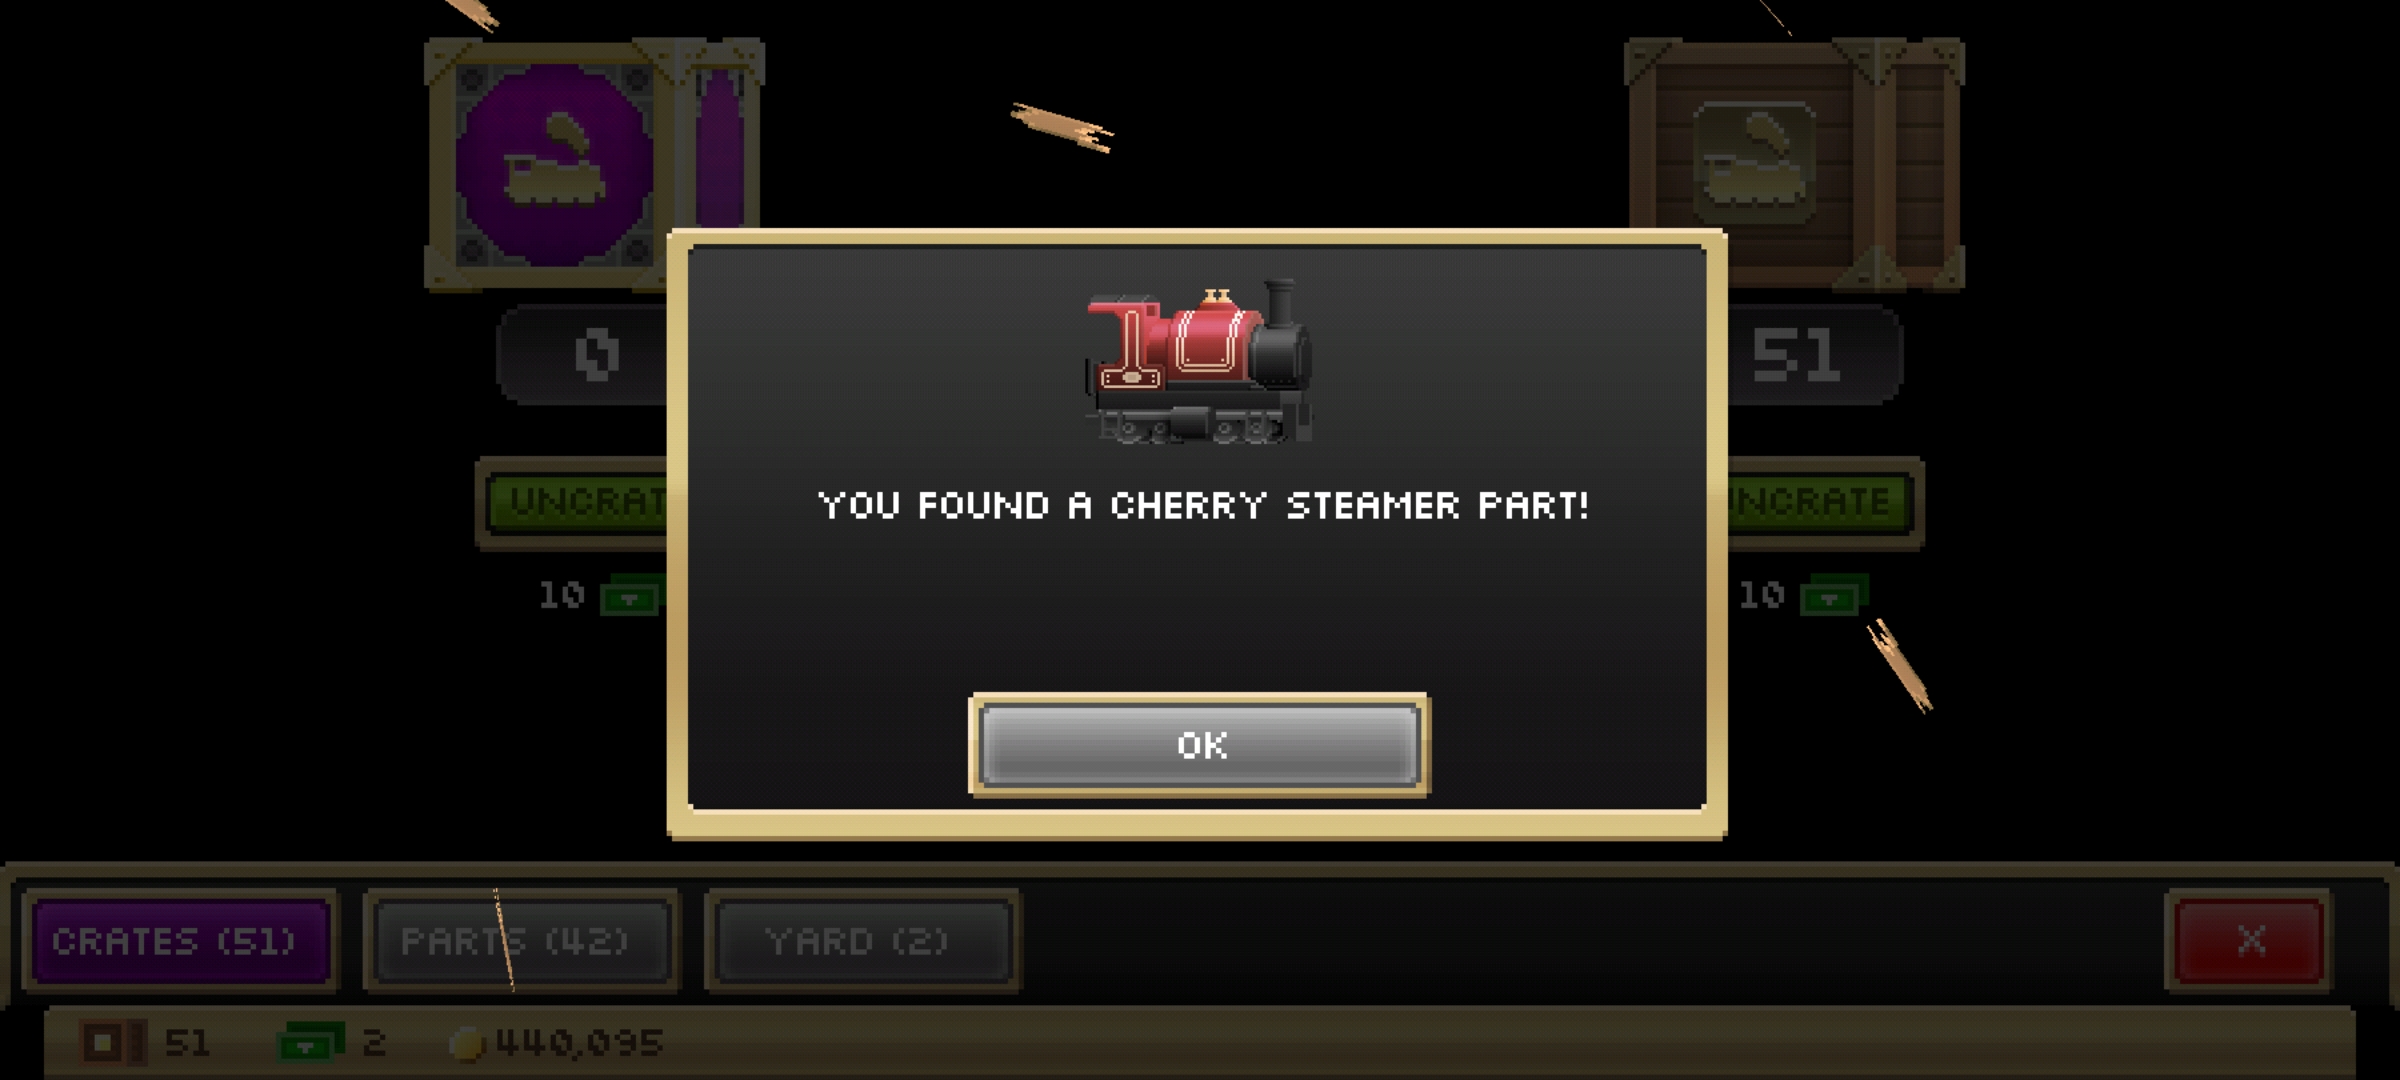 0
51
UNCRAT
NCRATE
10
10
YOU FOUND A CHERRY STEAMER PART!
OK
CRATES (51)
PARTS (42)
YARD (2)
X
51
2
440,095